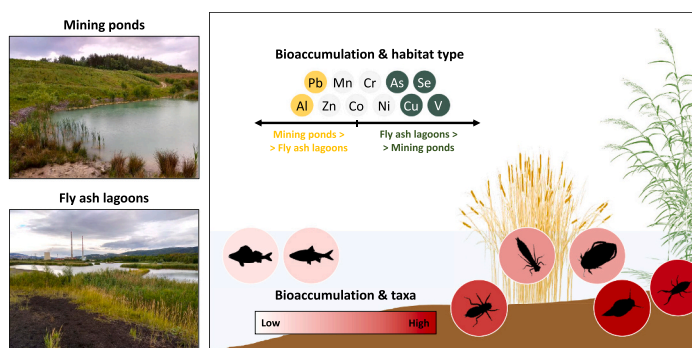 Mining ponds
Fly ash lagoons
Bioaccumulation & habitat type
Pb Mn Cr As Se
Al Zn Co Ni Cu V
Mining ponds >
> Fly ash lagoons
Fly ash lagoons >
> Mining ponds
Bioaccumulation & taxa
Low High